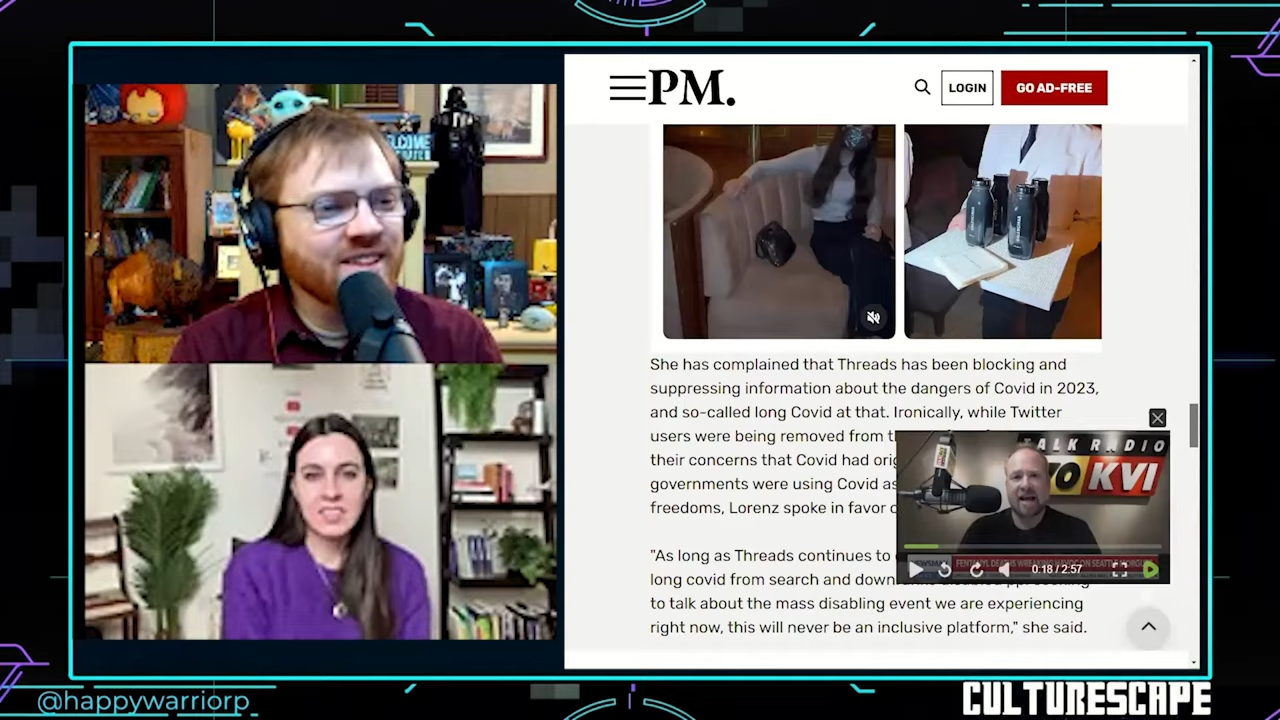 WELCOME
PM.
LOGIN
GO AD-FREE
She has complained that Threads has been blocking and
suppressing information about the dangers of Covid in 2023,
and so-called long Covid at that. Ironically, while Twitter
users were being removed from
their concerns that Covid had
governments were using Covid as
freedoms, Lorenz spoke in favor
"As long as Threads continues to
long covid from search and
to talk about the mass disabling event we are experiencing
right now, this will never be an inclusive platform," she said.
TALK RADIO
KVI
0:18 / 2:57
@happywarriorp
CULTURESCAPE